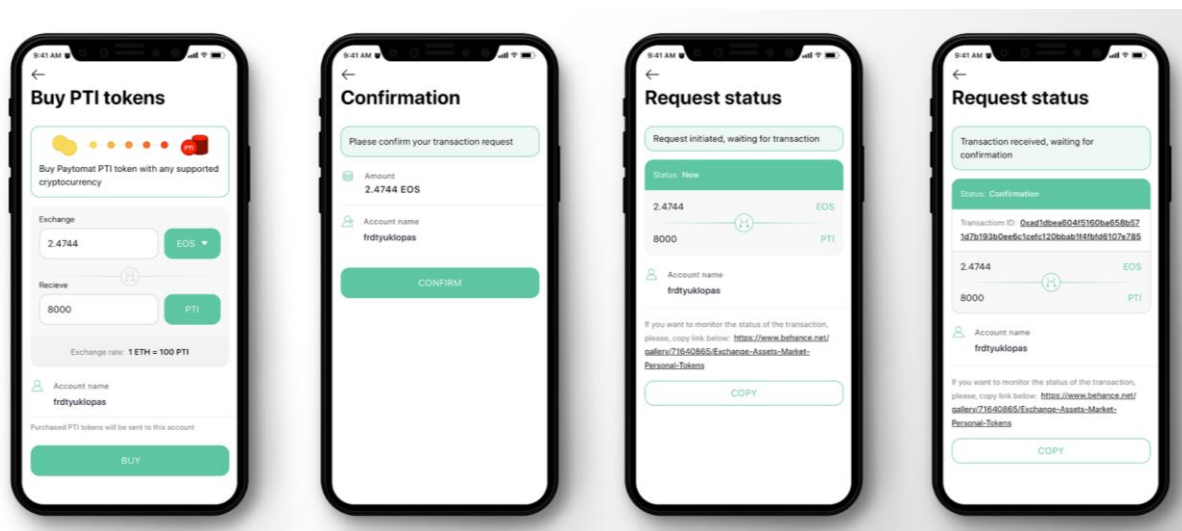 9:41 AM
Buy PTI tokens
PTI
Buy Paytomat PTI token with any supported
cryptocurrency
Exchange
2.4744
EOS
Recieve
8000
PTI
Exchange rate: 1 ETH = 100 PTI
Account name
frdtyuklopas
Purchased PTI tokens will be sent to this account
BUY
9:41 AM
Confirmation
Plaese confirm your transaction request
Amount
2.4744 EOS
Account name
frdtyuklopas
CONFIRM
9:41 AM
Request status
Request initiated, waiting for transaction
Status: New
2.4744
EOS
8000
PTI
Account name
frdtyuklopas
If you want to monitor the status of the transaction,
please, copy link below: https://www.behance.net/
gallery/71640865/Exchange-Assets-Market-
Personal-Tokens
COPY
9:41 AM
Request status
Transaction received, waiting for
confirmation
Status: Confirmation
Transaction ID: 0xad1dbea604f5160ba658b57
1d7b193b0ee6c1cefc120bbab1f4fbfd6107e785
2.4744
EOS
8000
PTI
Account name
frdtyuklopas
If you want to monitor the status of the transaction,
please, copy link below: https://www.behance.net/
gallery/71640865/Exchange-Assets-Market-
Personal-Tokens
COPY